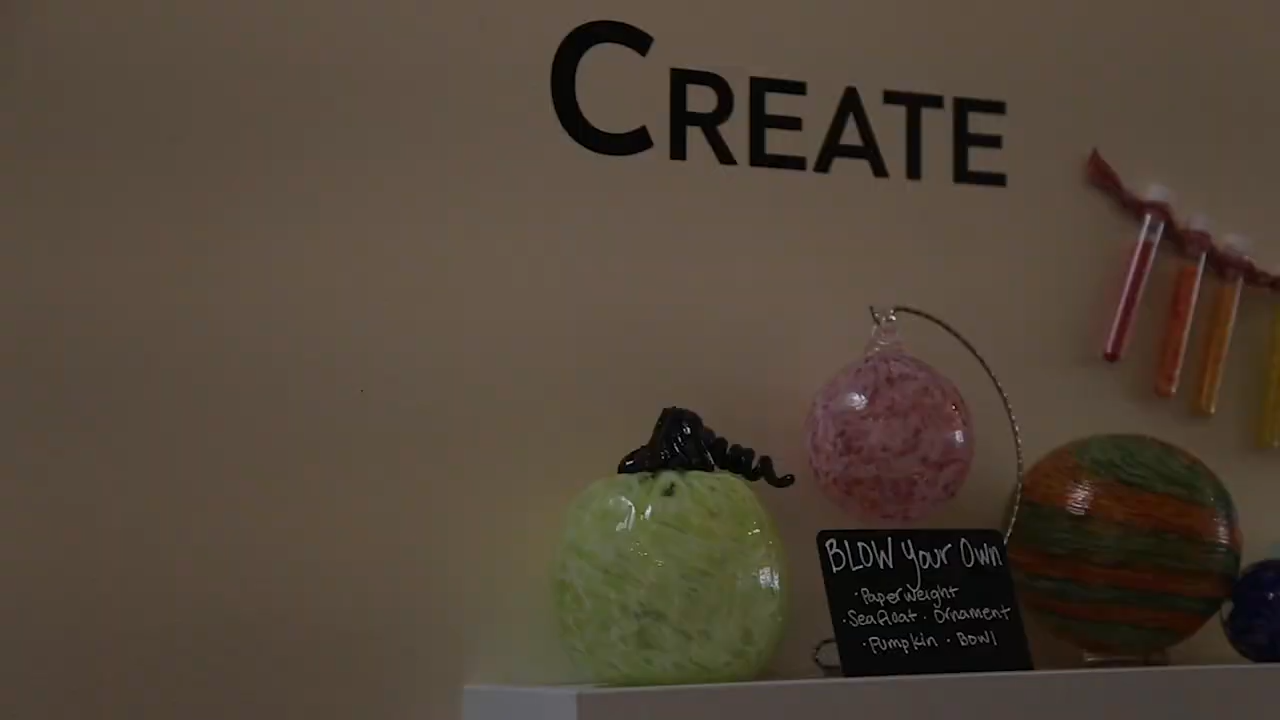 CREATE
BLOW Your Own
·Paperweight
·Seafloat · Ornament
·Pumpkin · Bowl